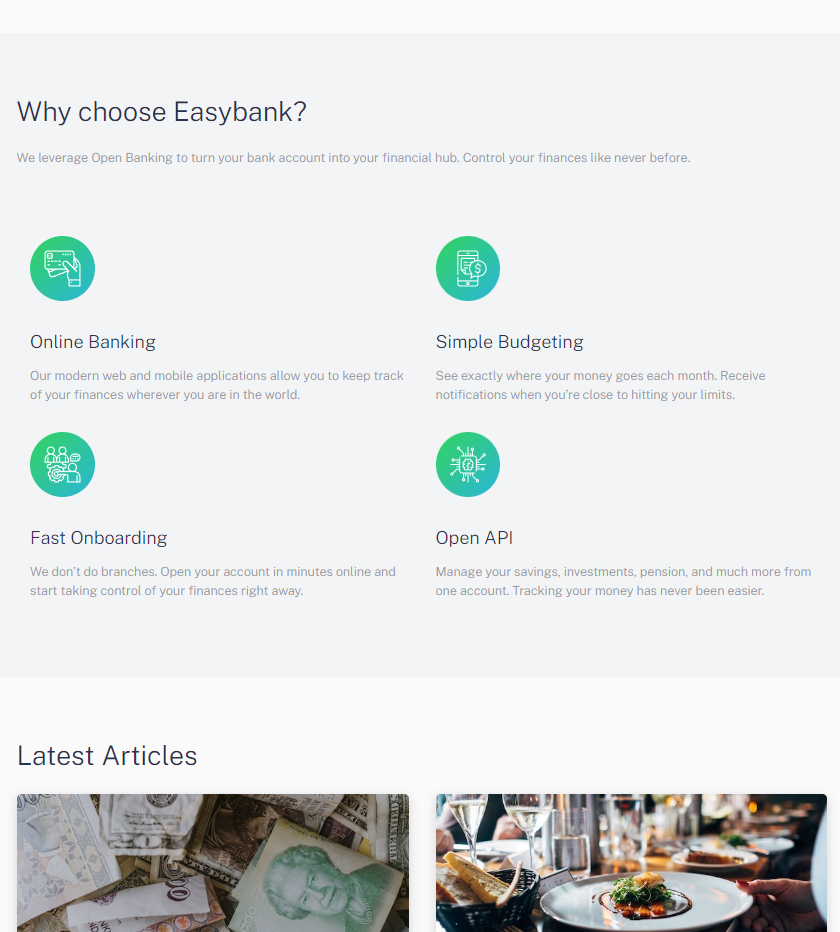 Why choose Easybank?
We leverage Open Banking to turn your bank account into your financial hub. Control your finances like never before.
Online Banking
Our modern web and mobile applications allow you to keep track
of your finances wherever you are in the world.
Simple Budgeting
See exactly where your money goes each month. Receive
notifications when you’re close to hitting your limits.
Fast Onboarding
We don’t do branches. Open your account in minutes online and
start taking control of your finances right away.
Open API
Manage your savings, investments, pension, and much more from
one account. Tracking your money has never been easier.
Latest Articles